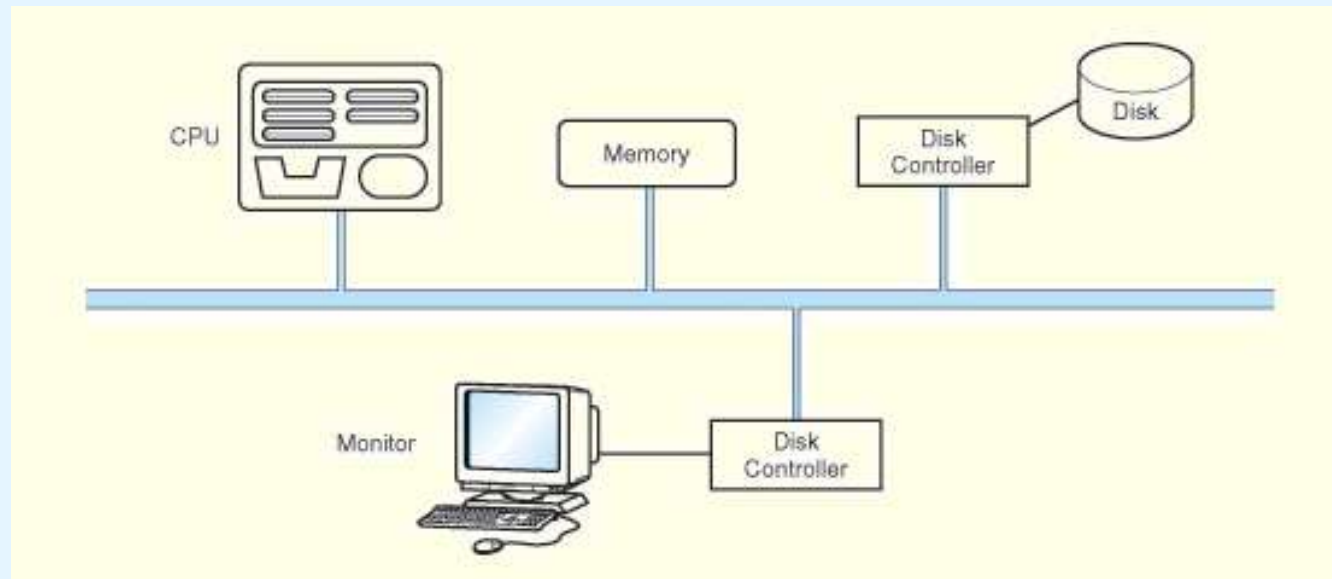 CPU
Memory
Disk
Controller
Disk
Monitor
Disk
Controller